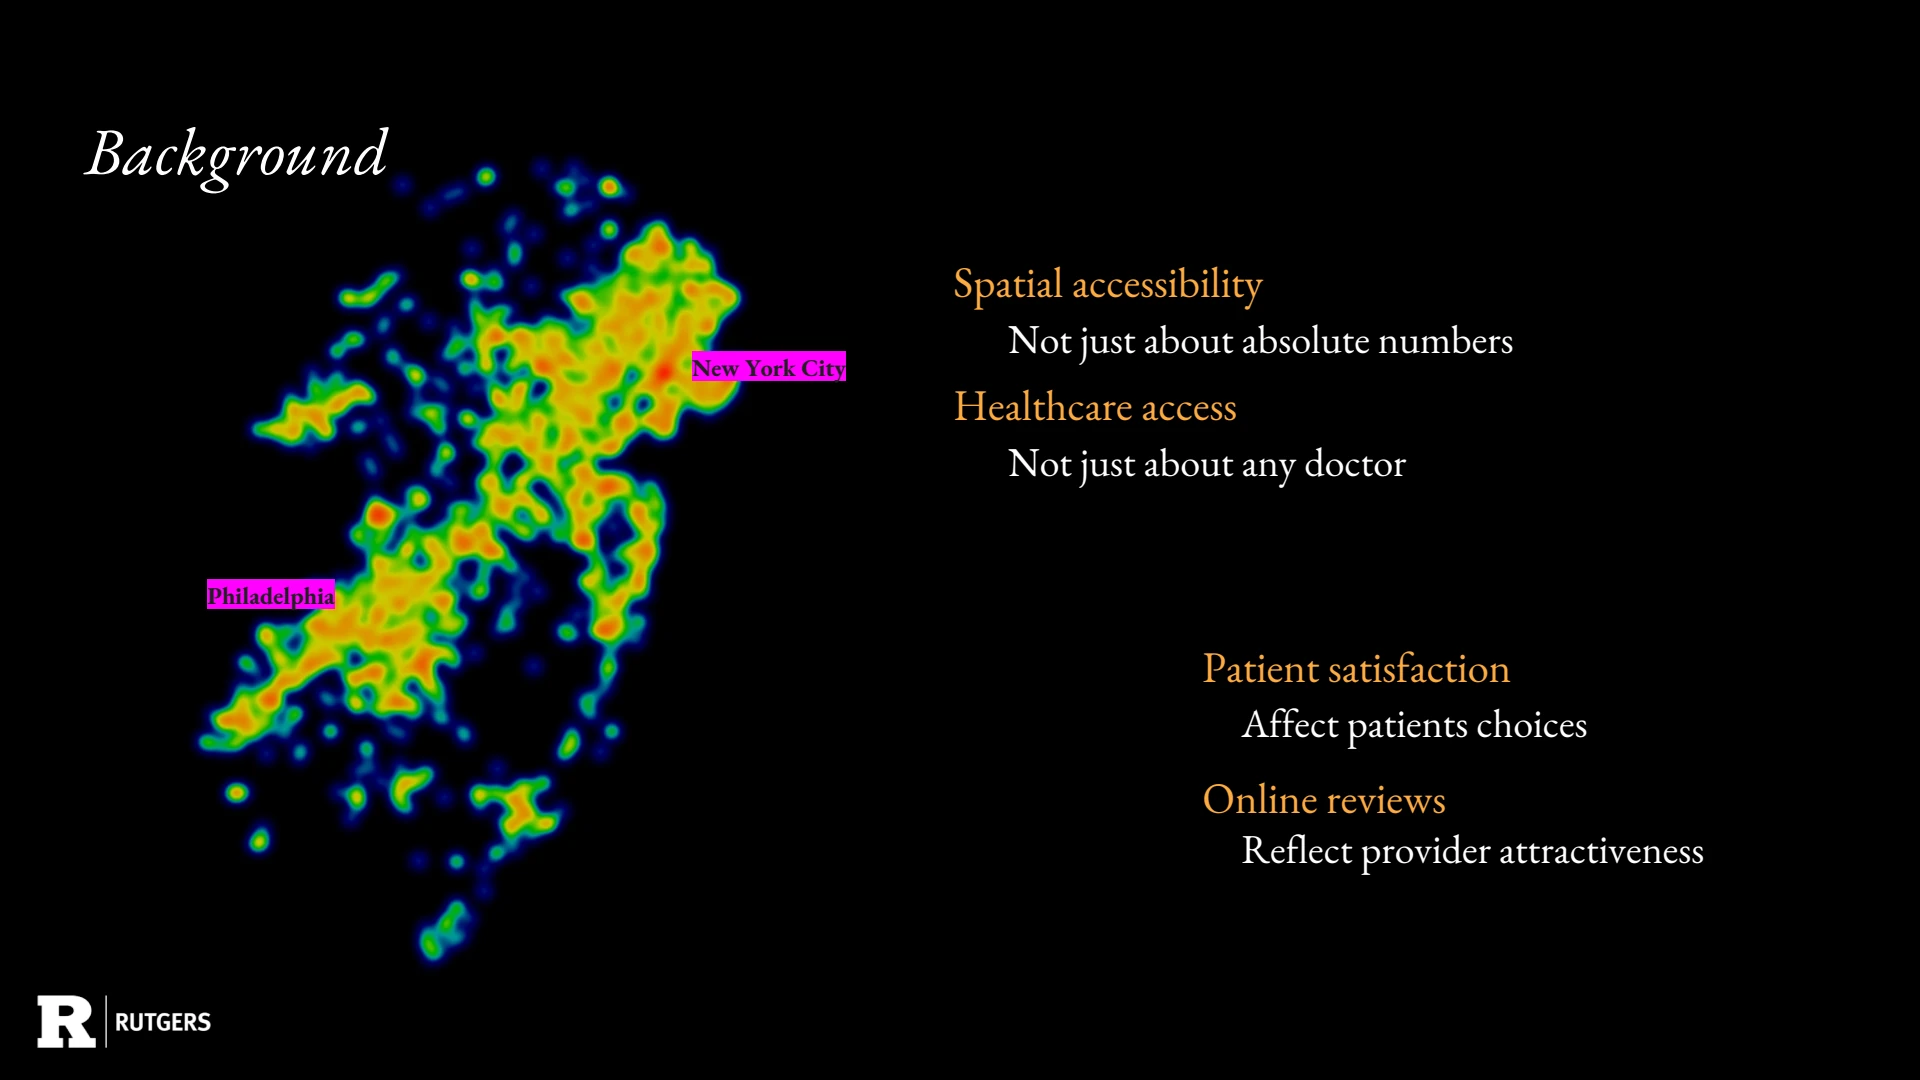 Background
New York City
Philadelphia
Spatial accessibility
Not just about absolute numbers
Healthcare access
Not just about any doctor
Patient satisfaction
Affect patients choices
Online reviews
Reflect provider attractiveness
R RUTGERS